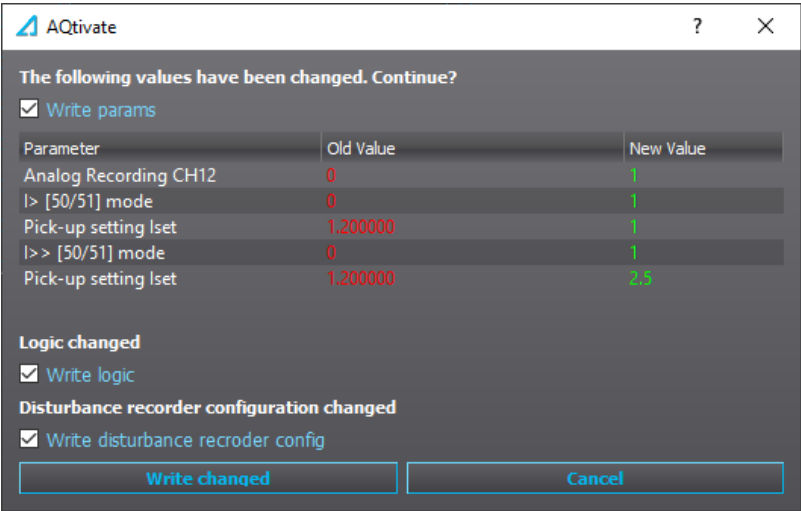 AQtivate ?
The following values have been changed. Continue?
Write params
Parameter Old Value New Value
Analog Recording CH12 0 1
I> [50/51] mode 0 1
Pick-up setting Iset 1.200000 1
I>> [50/51] mode 0 1
Pick-up setting Iset 1.200000 2.5
Logic changed
Write logic
Disturbance recorder configuration changed
Write disturbance recroder config
Write changed Cancel